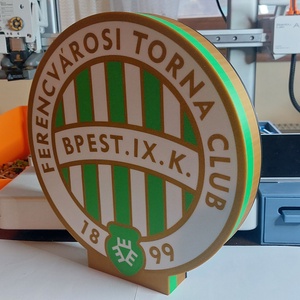 FERENCVÁROSI TORNA CLUB
BPEST.IX.K.
18 99